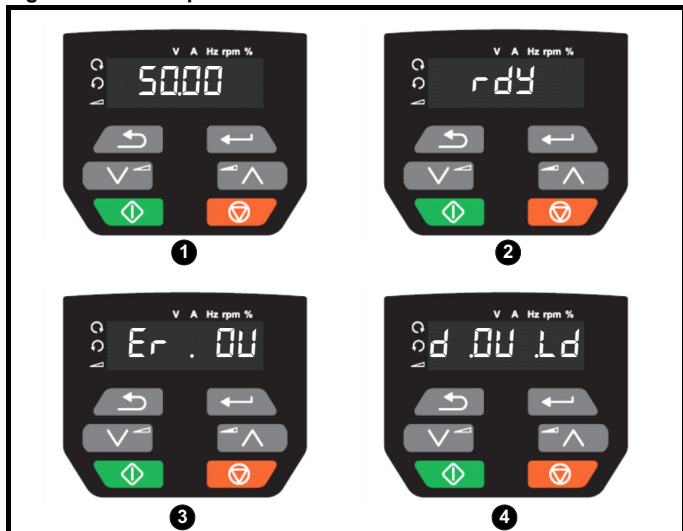 V A Hz rpm %
50.00
1
V A Hz rpm %
rdy
2
V A Hz rpm %
Er . OU
3
V A Hz rpm %
d .OU .Ld
4